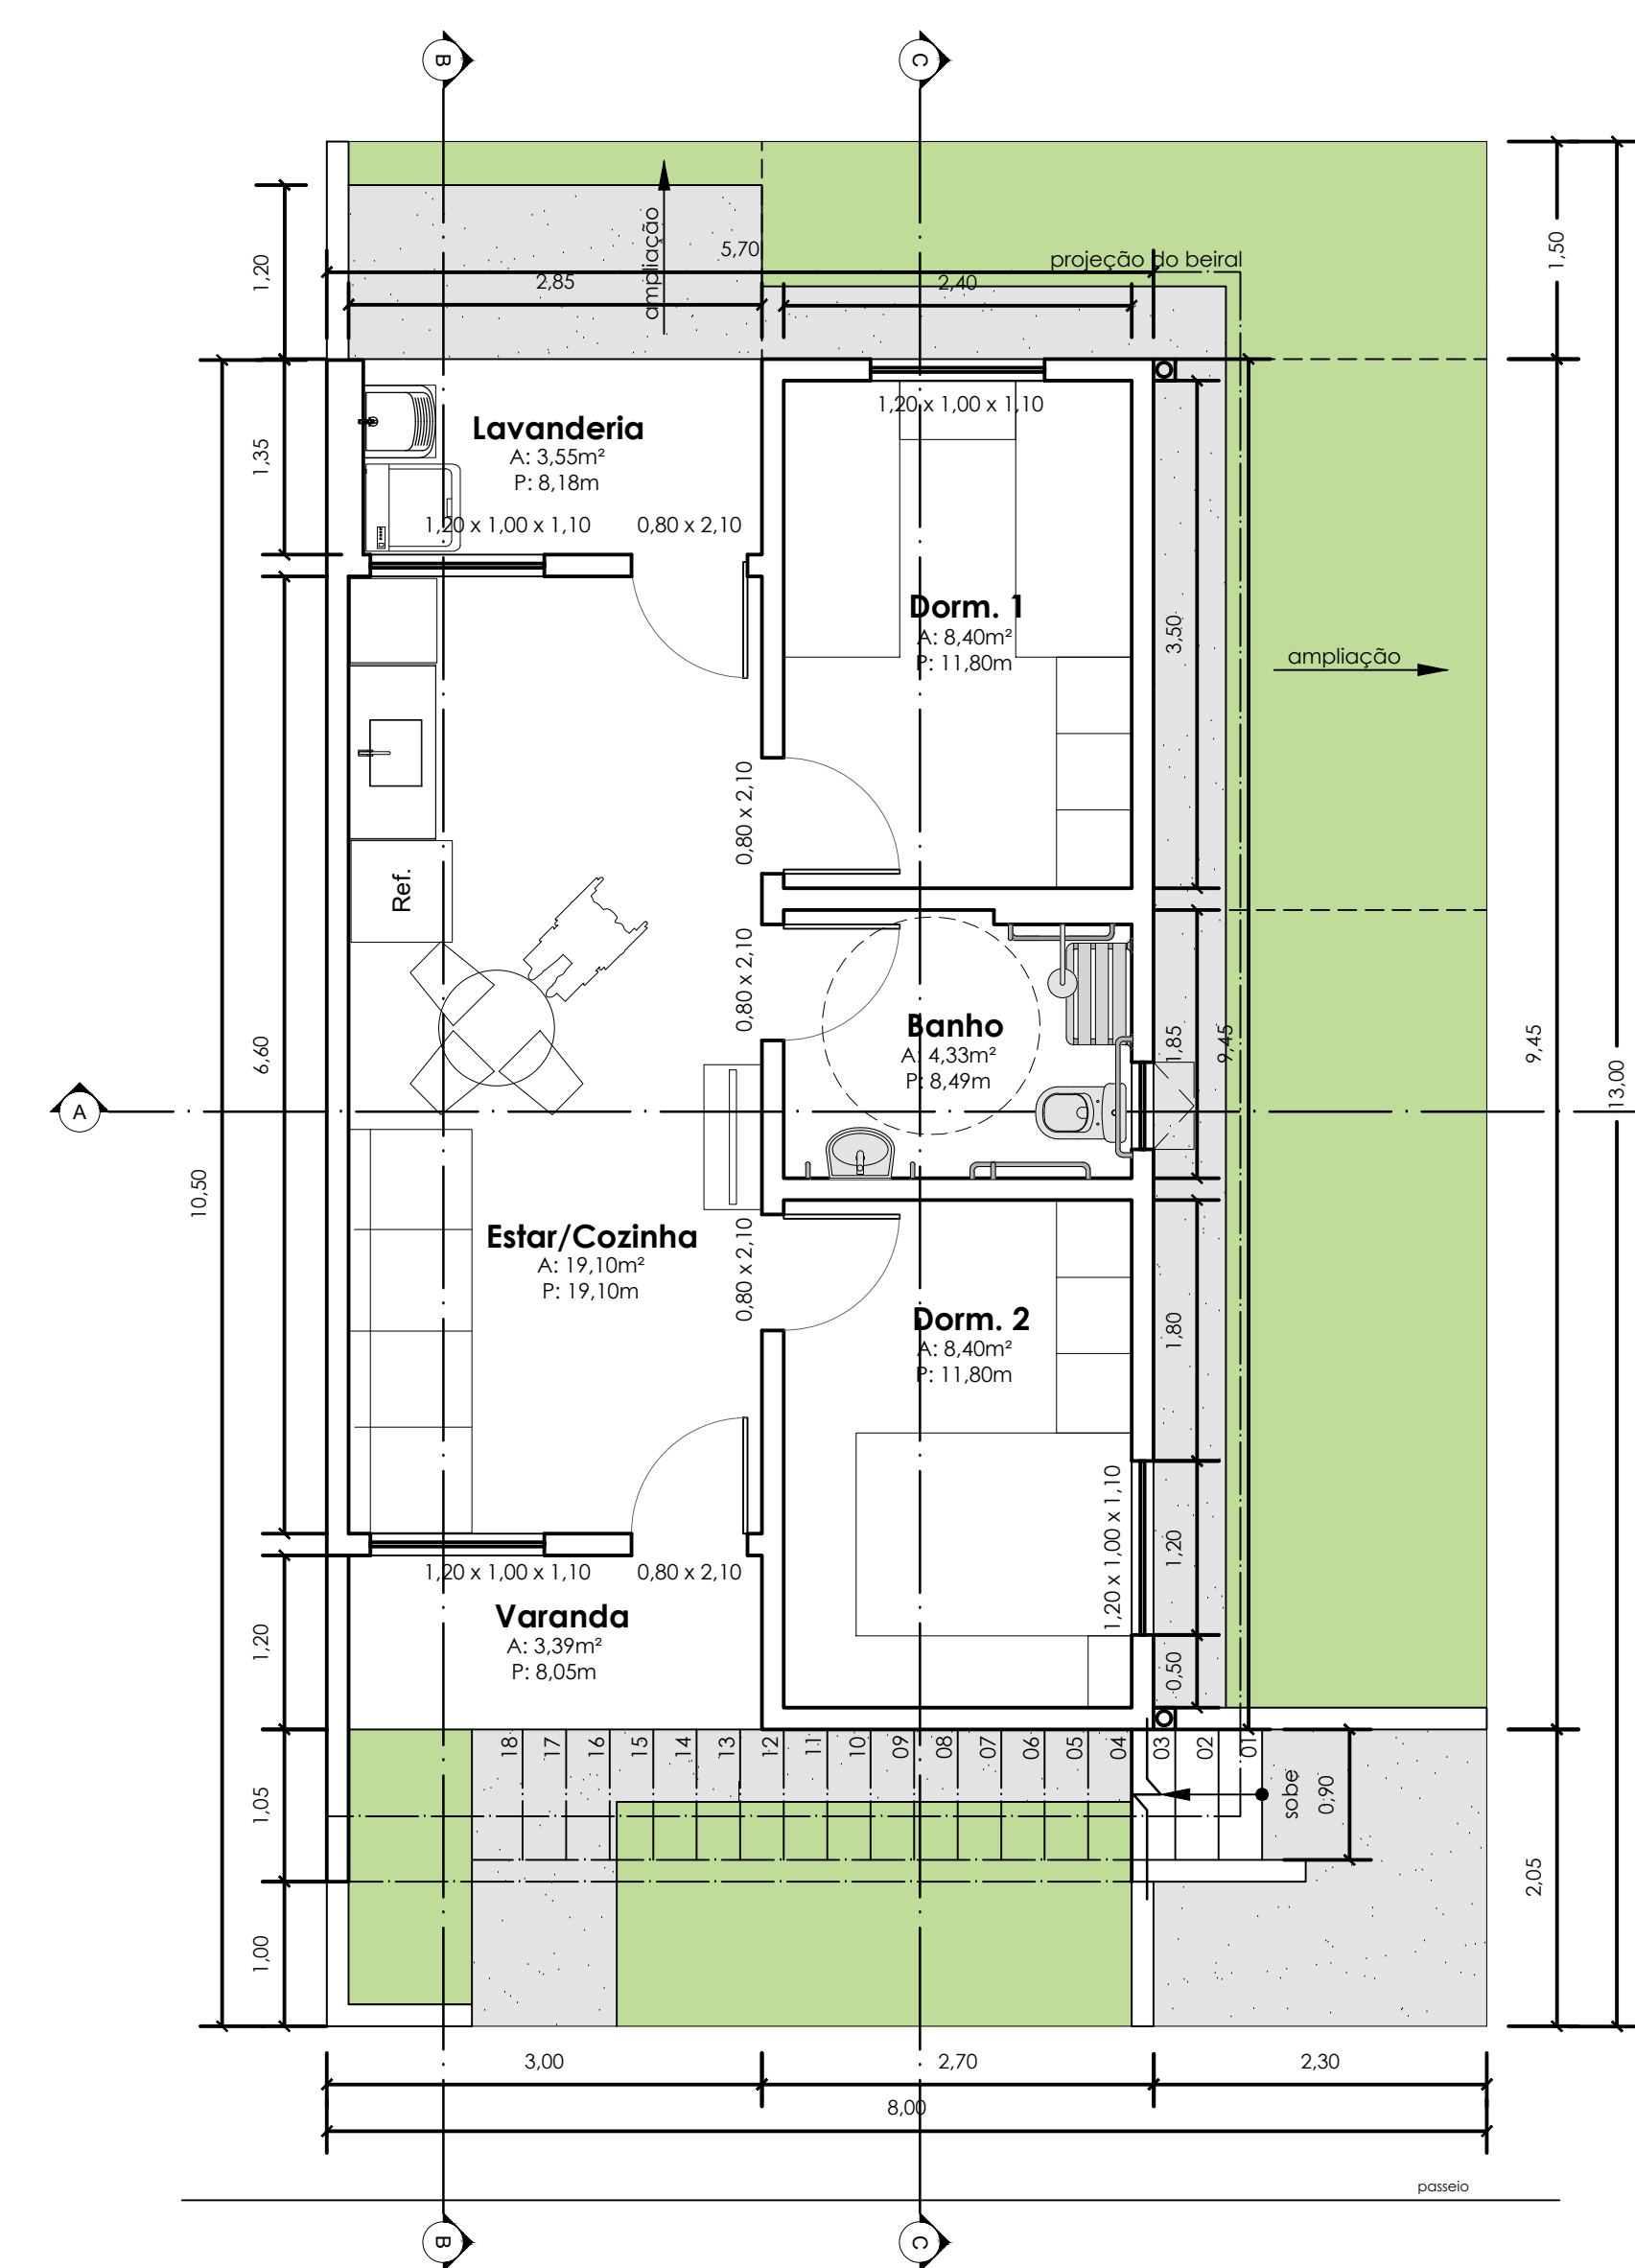 B
C
1,50
1,20
ampliação
5,70
projeção do beiral
2,85
2,40
1,20 x 1,00 x 1,10
Lavanderia
A: 3,55m²
P: 8,18m
1,35
1,20 x 1,00 x 1,10
0,80 x 2,10
Dorm. 1
A: 8,40m²
P: 11,80m
3,50
ampliação
0,80 x 2,10
Ref.
0,80 x 2,10
Banho
A: 4,33m²
P: 8,49m
1,85
9,45
9,45
13,00
6,60
A
10,50
Estar/Cozinha
A: 19,10m²
P: 19,10m
0,80 x 2,10
Dorm. 2
A: 8,40m²
P: 11,80m
1,80
1,20 x 1,00 x 1,10
1,20
1,20 x 1,00 x 1,10
0,80 x 2,10
Varanda
A: 3,39m²
P: 8,05m
1,20
0,50
18
17
16
15
14
13
12
11
10
09
08
07
06
05
04
03
02
01
sobe
0,90
1,05
2,05
1,00
3,00
2,70
2,30
8,00
passeio
B
C